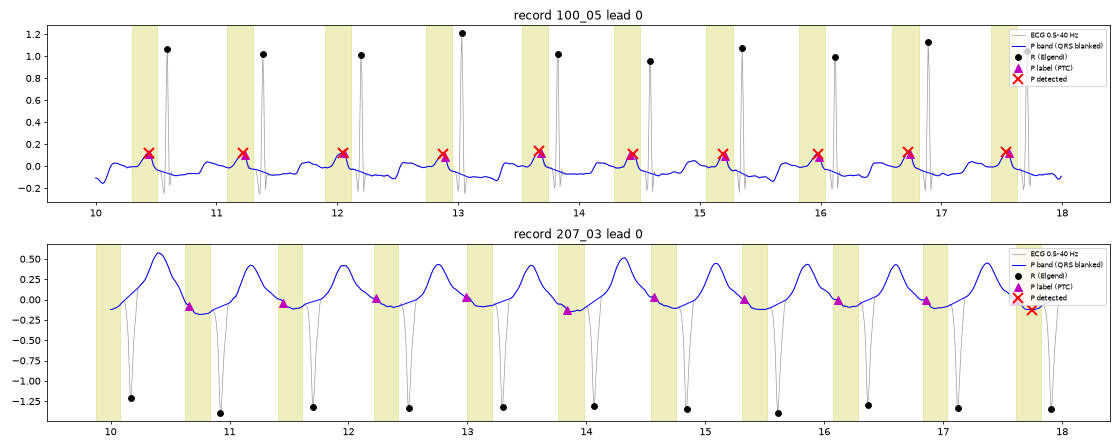 record 100_05 lead 0
1.2
1.0
0.8
0.6
0.4
0.2
0.0
−0.2
ECG 0.5-40 Hz
P band (QRS blanked)
R (Elgendi)
P label (PTC)
P detected
10 11 12 13 14 15 16 17 18
record 207_03 lead 0
0.50
0.25
0.00
−0.25
−0.50
−0.75
−1.00
−1.25
ECG 0.5-40 Hz
P band (QRS blanked)
R (Elgendi)
P label (PTC)
P detected
10 11 12 13 14 15 16 17 18